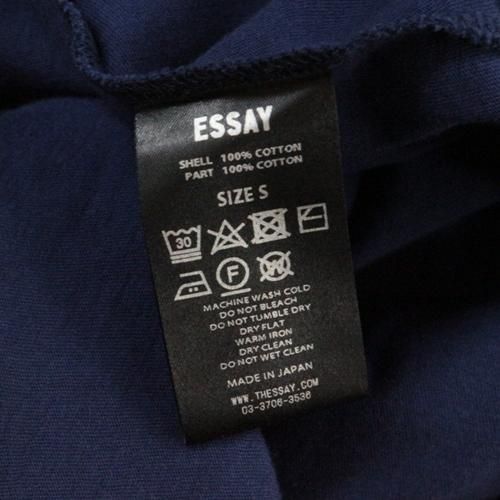 ESSAY
SHELL 100% COTTON
PART 100% COTTON
SIZE S
30
F W
MACHINE WASH COLD
DO NOT BLEACH
DO NOT TUMBLE DRY
DRY FLAT
WARM IRON
DRY CLEAN
DO NOT WET CLEAN
MADE IN JAPAN
WWW.THESSAY.COM
03-3706-3536